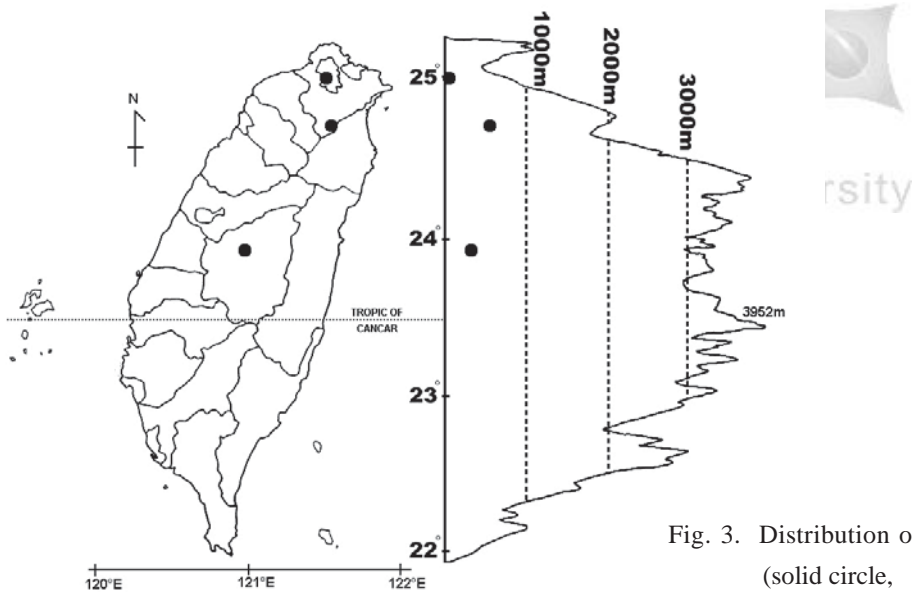 N
25°
24°
23°
22°
1000m
2000m
3000m
3952m
TROPIC OF
CANCAR
120°E
121°E
122°E
rsity
Fig. 3. Distribution o
(solid circle,